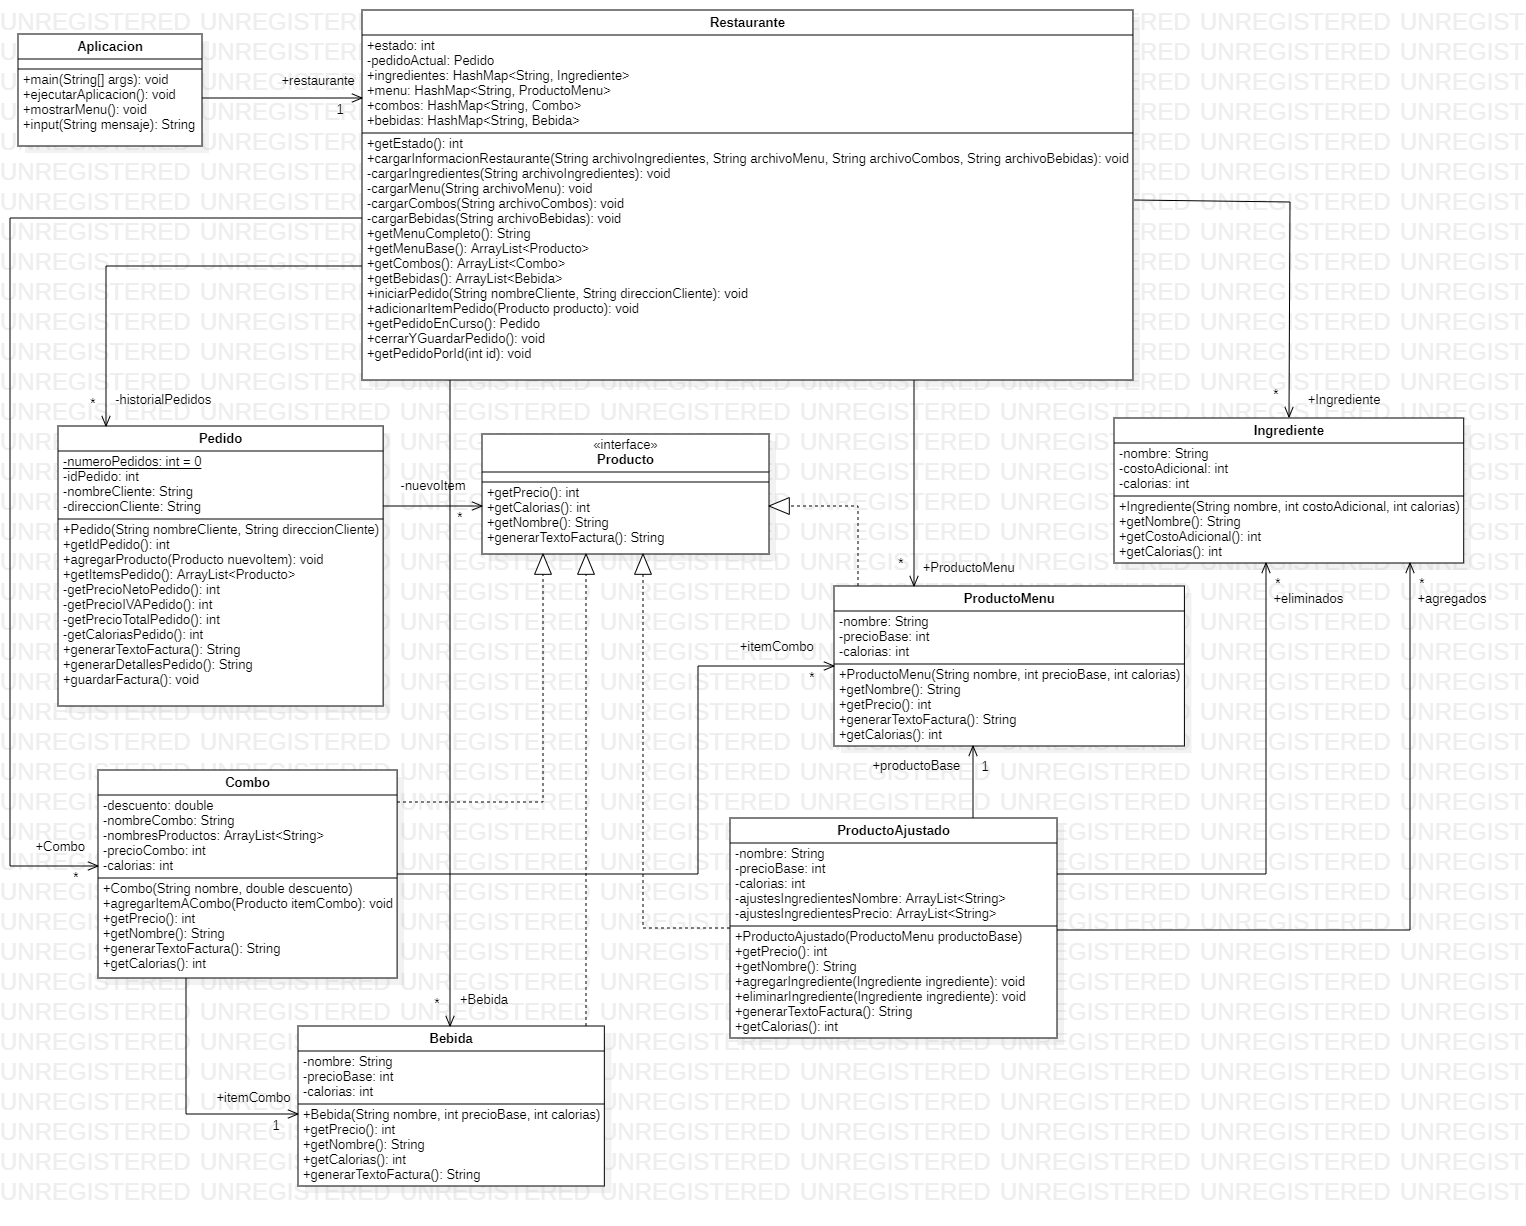 Aplicacion
+main(String[] args): void
+ejecutarAplicacion(): void
+mostrarMenu(): void
+input(String mensaje): String
+restaurante
1
Restaurante
+estado: int
-pedidoActual: Pedido
+ingredientes: HashMap<String, Ingrediente>
+menu: HashMap<String, ProductoMenu>
+combos: HashMap<String, Combo>
+bebidas: HashMap<String, Bebida>
+getEstado(): int
+cargarInformacionRestaurante(String archivoIngredientes, String archivoMenu, String archivoCombos, String archivoBebidas): void
-cargarIngredientes(String archivoIngredientes): void
-cargarMenu(String archivoMenu): void
-cargarCombos(String archivoCombos): void
-cargarBebidas(String archivoBebidas): void
+getMenuCompleto(): String
+getMenuBase(): ArrayList<Producto>
+getCombos(): ArrayList<Combo>
+getBebidas(): ArrayList<Bebida>
+iniciarPedido(String nombreCliente, String direccionCliente): void
+adicionarItemPedido(Producto producto): void
+getPedidoEnCurso(): Pedido
+cerrarYGuardarPedido(): void
+getPedidoPorId(int id): void
* -historialPedidos
Pedido
-numeroPedidos: int = 0
-idPedido: int
-nombreCliente: String
-direccionCliente: String
+Pedido(String nombreCliente, String direccionCliente)
+getIdPedido(): int
+agregarProducto(Producto nuevoItem): void
+getItemsPedido(): ArrayList<Producto>
-getPrecioNetoPedido(): int
-getPrecioIVAPedido(): int
-getPrecioTotalPedido(): int
-getCaloriasPedido(): int
+generarTextoFactura(): String
+generarDetallesPedido(): String
+guardarFactura(): void
-nuevoItem
*
«interface»
Producto
+getPrecio(): int
+getCalorias(): int
+getNombre(): String
+generarTextoFactura(): String
* +Ingrediente
Ingrediente
-nombre: String
-costoAdicional: int
-calorias: int
+Ingrediente(String nombre, int costoAdicional, int calorias)
+getNombre(): String
+getCostoAdicional(): int
+getCalorias(): int
*
+eliminados
*
+agregados
* +ProductoMenu
ProductoMenu
-nombre: String
-precioBase: int
-calorias: int
+ProductoMenu(String nombre, int precioBase, int calorias)
+getNombre(): String
+getPrecio(): int
+generarTextoFactura(): String
+getCalorias(): int
+itemCombo
*
+productoBase 1
+Combo
*
Combo
-descuento: double
-nombreCombo: String
-nombresProductos: ArrayList<String>
-precioCombo: int
-calorias: int
+Combo(String nombre, double descuento)
+agregarItemACombo(Producto itemCombo): void
+getPrecio(): int
+getNombre(): String
+generarTextoFactura(): String
+getCalorias(): int
ProductoAjustado
-nombre: String
-precioBase: int
-calorias: int
-ajustesIngredientesNombre: ArrayList<String>
-ajustesIngredientesPrecio: ArrayList<String>
+ProductoAjustado(ProductoMenu productoBase)
+getPrecio(): int
+getNombre(): String
+agregarIngrediente(Ingrediente ingrediente): void
+eliminarIngrediente(Ingrediente ingrediente): void
+generarTextoFactura(): String
+getCalorias(): int
* +Bebida
+itemCombo
1
Bebida
-nombre: String
-precioBase: int
-calorias: int
+Bebida(String nombre, int precioBase, int calorias)
+getPrecio(): int
+getNombre(): String
+getCalorias(): int
+generarTextoFactura(): String
UNREGISTERED